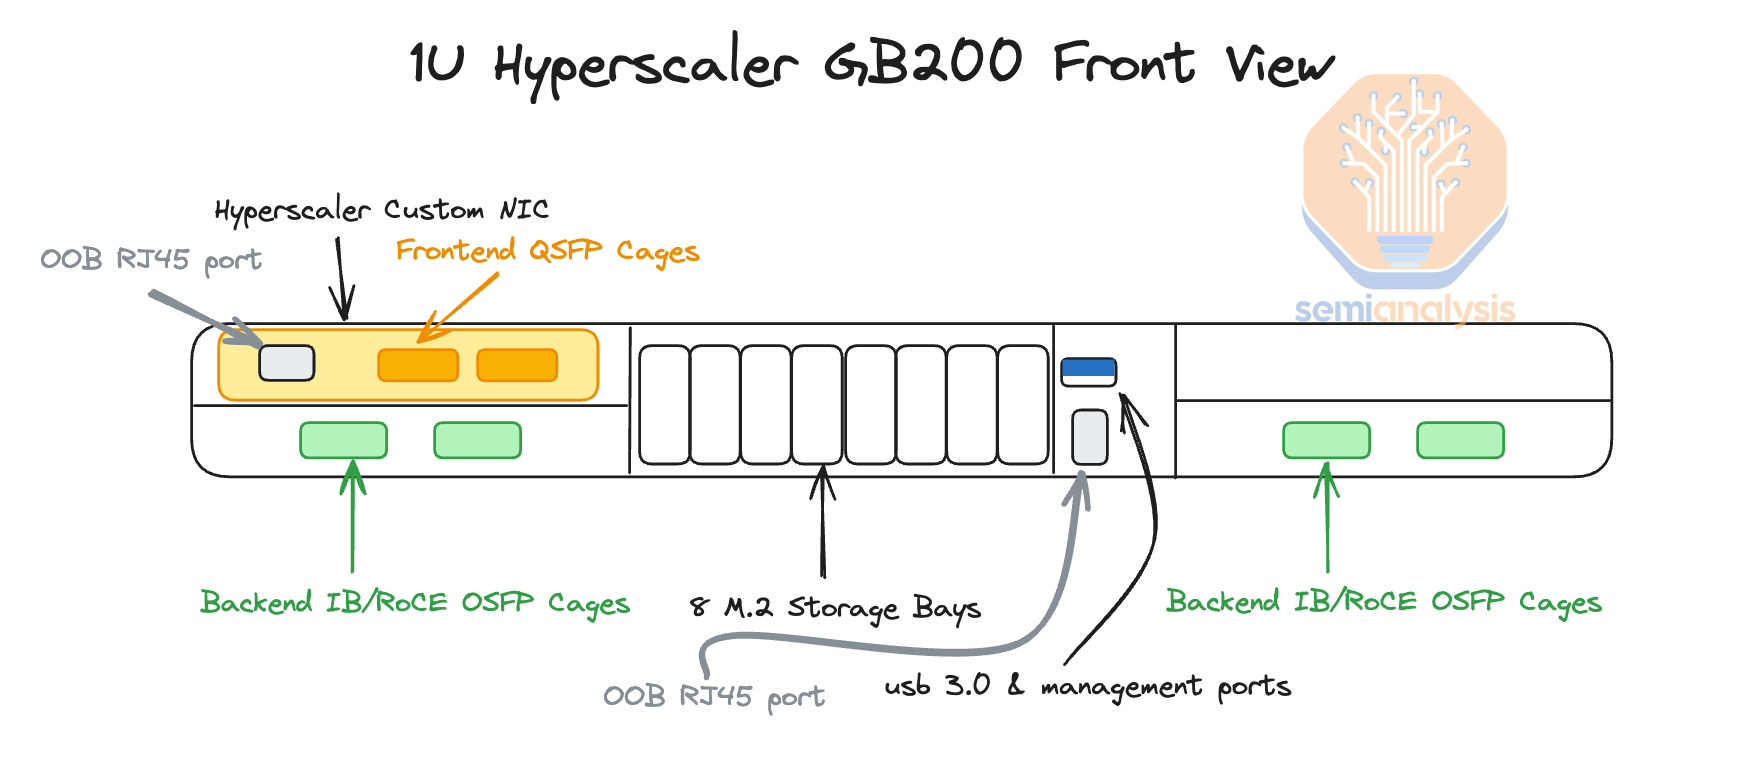 1U Hyperscaler GB200 Front View
Hyperscaler Custom NIC
OOB RJ45 port
Frontend QSFP Cages
semianalysis
Backend IB/RoCE OSFP Cages
8 M.2 Storage Bays
Backend IB/RoCE OSFP Cages
OOB RJ45 port
usb 3.0 & management ports